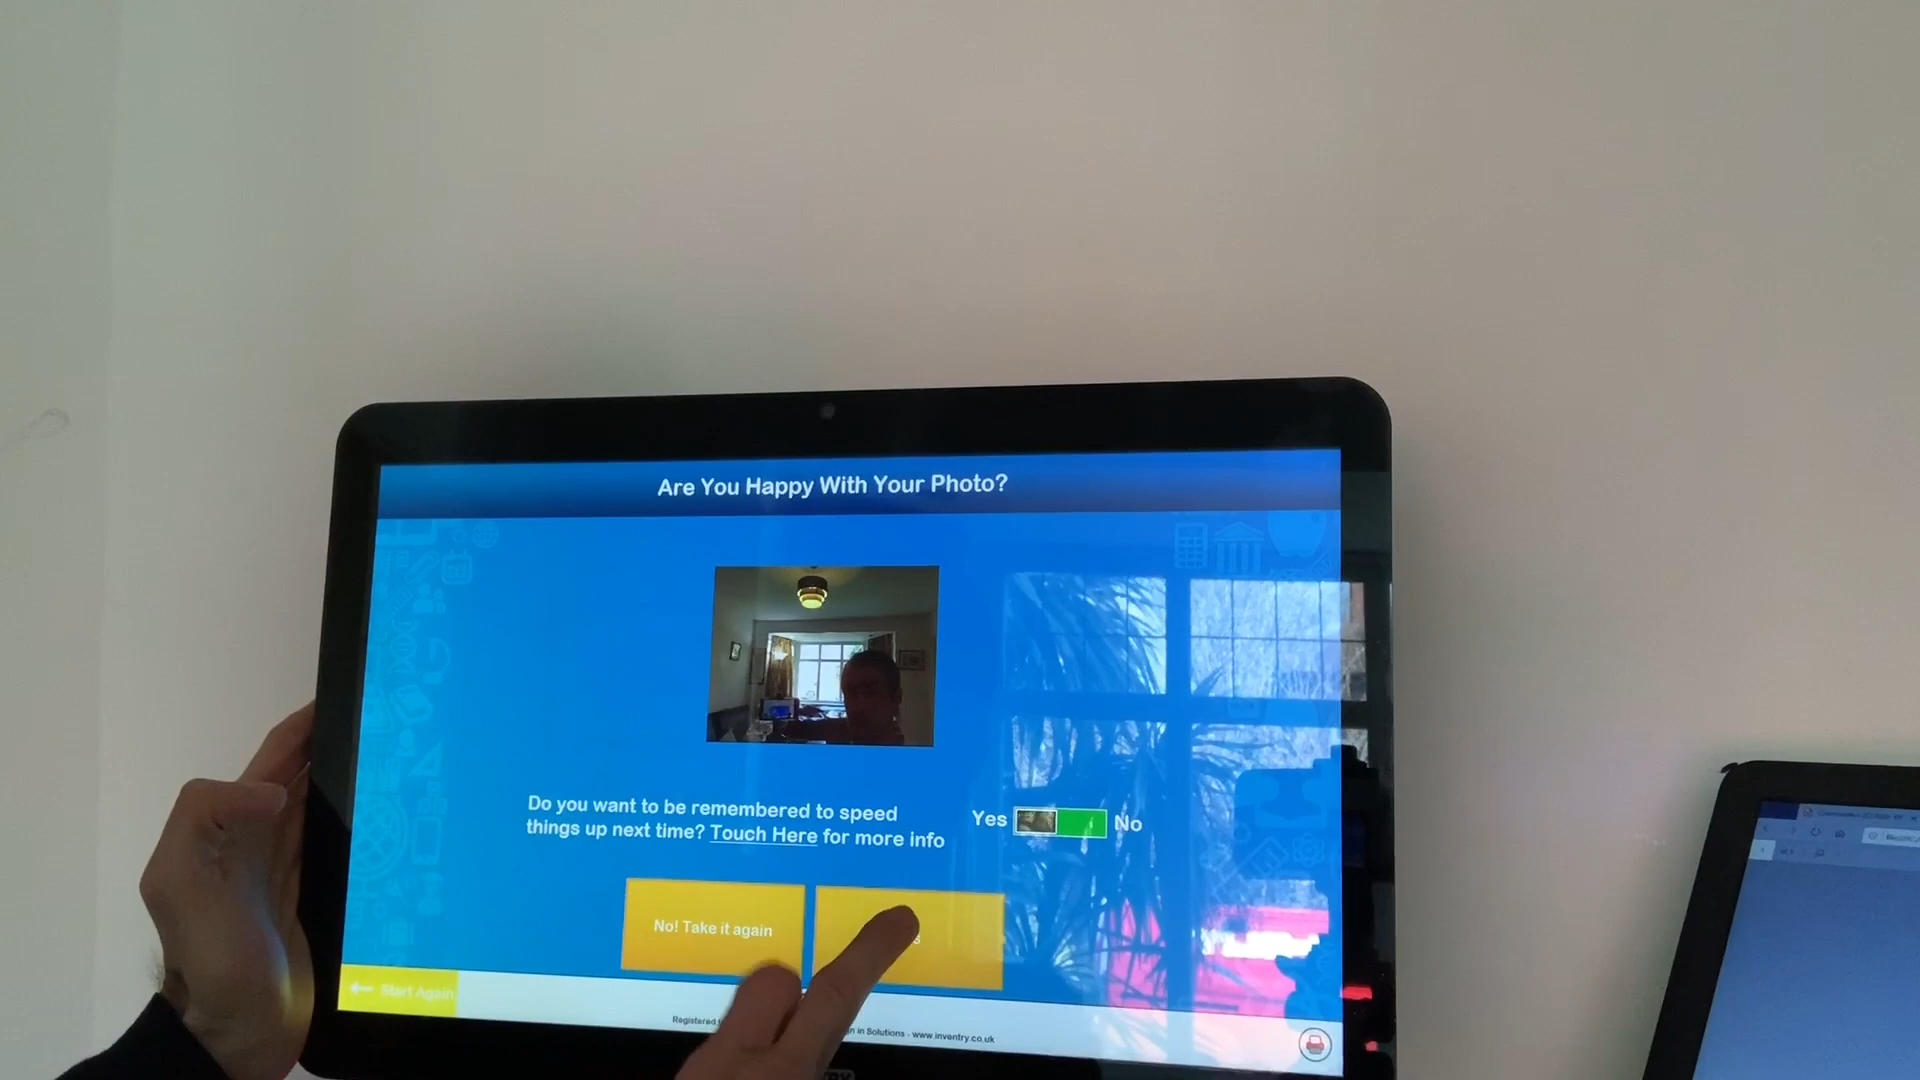 Are You Happy With Your Photo?
Do you want to be remembered to speed
things up next time? Touch Here for more info
Yes
No
No! Take it again
Start Again
Registered
in Solutions - www.inventry.co.uk